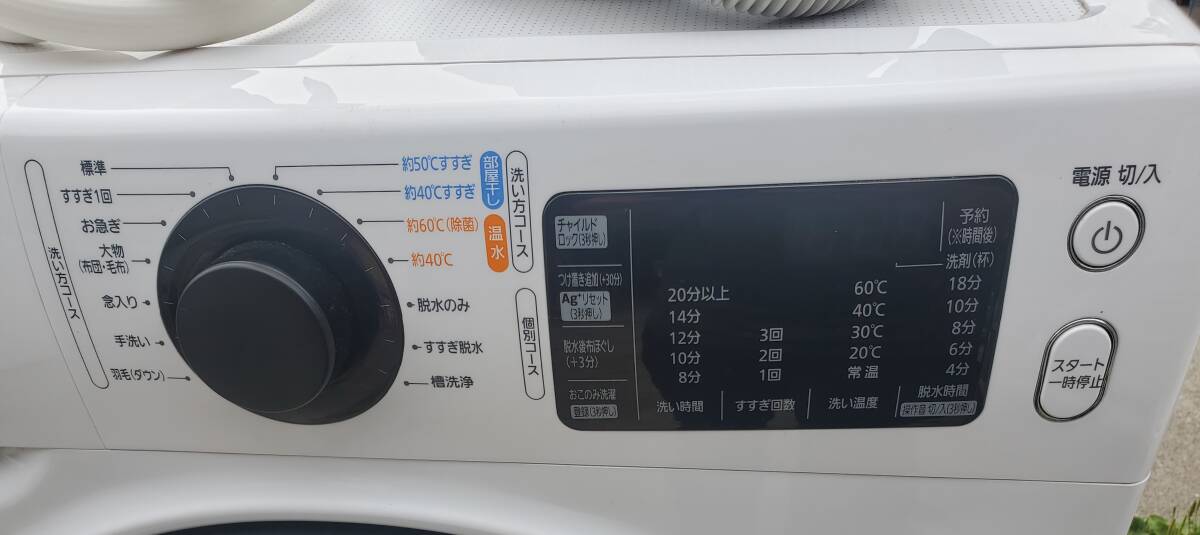 洗い方コース
標準
すすぎ1回
お急ぎ
大物
(布団・毛布)
念入り
手洗い
羽毛(ダウン)
約50℃すすぎ
約40℃すすぎ
部屋干し
約60℃(除菌)
約40℃
温水
洗い方コース
脱水のみ
すすぎ脱水
槽洗浄
個別コース
チャイルド
ロック(3秒押し)
つけ置き追加(+30分)
Ag+リセット
(3秒押し)
脱水後布ほぐし
(+3分)
おこのみ洗濯
登録(3秒押し)
20分以上
14分
12分
10分
8分
洗い時間
3回
2回
1回
すすぎ回数
60℃
40℃
30℃
20℃
常温
洗い温度
予約
(※時間後)
洗剤(杯)
18分
10分
8分
6分
4分
脱水時間
操作音 切/入(3秒押し)
電源 切/入
スタート
一時停止